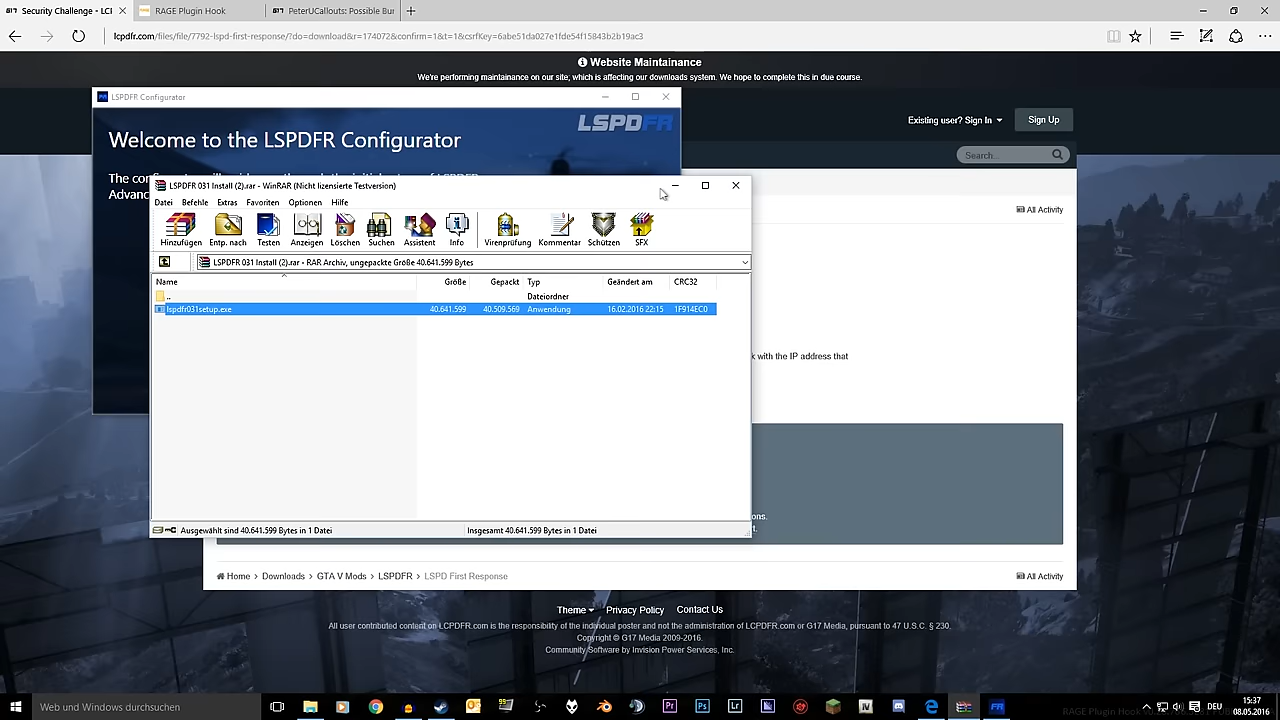 Security Challenge - LCI
RAGE Plugin Hook
PeterUCallouts: Possible Bur
lcpdfr.com/files/file/7792-lspd-first-response/?do=download&r=174072&confirm=1&t=1&csrfKey=6abe51da027e1fde54f15843b2b19ac3
Website Maintainance
We're performing maintainance on our site, which is affecting our downloads system. We hope to complete this in due course.
LSPDFR Configurator
Existing user? Sign In
Sign Up
LSPDFR
Welcome to the LSPDFR Configurator
Search...
LSPDFR 031 Install (2).rar - WinRAR (Nicht lizensierte Testversion)
Datei Befehle Extras Favoriten Optionen Hilfe
All Activity
Hinzufügen Entp. nach Testen Anzeigen Löschen Suchen Assistent Info Virenprüfung Kommentar Schützen SFX
LSPDFR 031 Install (2).rar - RAR Archiv, ungepackte Größe 40.641.599 Bytes
Name Größe Gepackt Typ Geändert am CRC32
.. Dateiordner
lspdfr031setup.exe 40.641.599 40.509.569 Anwendung 16.02.2016 22:15 1F914EC0
with the IP address that
Ausgewählt sind 40.641.599 Bytes in 1 Datei
Insgesamt 40.641.599 Bytes in 1 Datei
Home > Downloads > GTA V Mods > LSPDFR > LSPD First Response
All Activity
Theme Privacy Policy Contact Us
All user contributed content on LCPDFR.com is the responsibility of the individual poster and not the administration of LCPDFR.com or G17 Media, pursuant to 47 U.S.C. § 230.
Copyright © G17 Media 2009-2016.
Community Software by Invision Power Services, Inc.
Web und Windows durchsuchen
DEU
15:37
08.05.2016
RAGE Plugin Hook